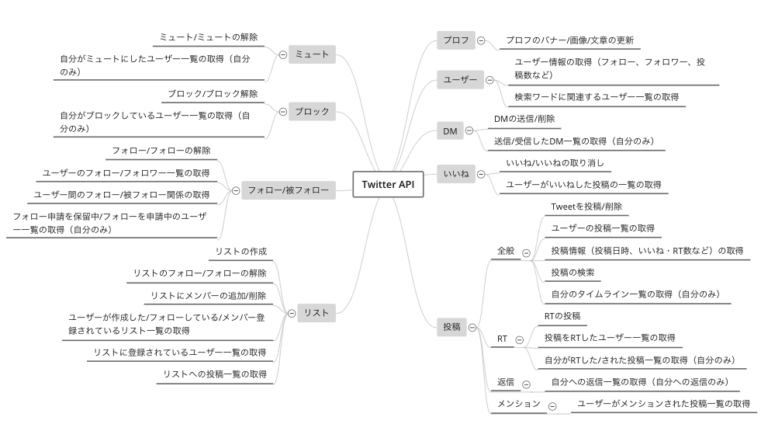 Twitter API
プロフ
プロフのバナー/画像/文章の更新
ユーザー
ユーザー情報の取得（フォロー、フォロワー、投
稿数など）
検索ワードに関連するユーザー一覧の取得
DM
DMの送信/削除
送信/受信したDM一覧の取得（自分のみ）
いいね
いいね/いいねの取り消し
ユーザーがいいねした投稿の一覧の取得
投稿
全般
Tweetを投稿/削除
ユーザーの投稿一覧の取得
投稿情報（投稿日時、いいね・RT数など）の取得
投稿の検索
自分のタイムライン一覧の取得（自分のみ）
RT
RTの投稿
投稿をRTしたユーザー一覧の取得
自分がRTした/された投稿一覧の取得（自分のみ）
返信
自分への返信一覧の取得（自分への返信のみ）
メンション
ユーザーがメンションされた投稿一覧の取得
ミュート
ミュート/ミュートの解除
自分がミュートにしたユーザー一覧の取得（自分
のみ）
ブロック
ブロック/ブロック解除
自分がブロックしているユーザー一覧の取得（自
分のみ）
フォロー/被フォロー
フォロー/フォローの解除
ユーザーのフォロー/フォロワー一覧の取得
ユーザー間のフォロー/被フォロー関係の取得
フォロー申請を保留中/フォローを申請中のユーザ
ー一覧の取得（自分のみ）
リスト
リストの作成
リストのフォロー/フォローの解除
リストにメンバーの追加/削除
ユーザーが作成した/フォローしている/メンバー登
録されているリスト一覧の取得
リストに登録されているユーザー一覧の取得
リストへの投稿一覧の取得